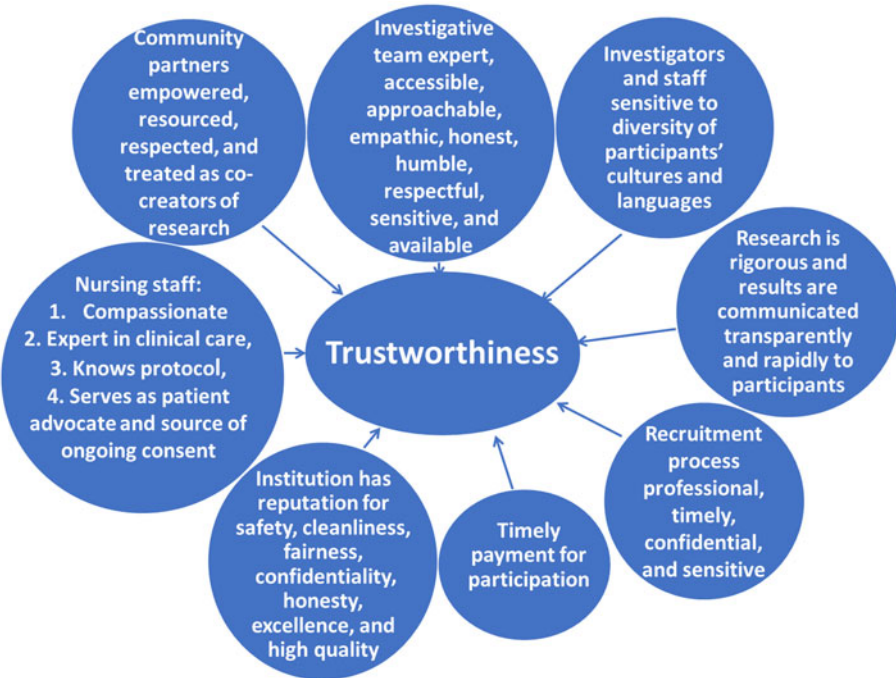 Community
partners
empowered,
resourced,
respected, and
treated as co-
creators of
research
Investigative
team expert,
accessible,
approachable,
empathic, honest,
humble,
respectful,
sensitive, and
available
Investigators
and staff
sensitive to
diversity of
participants’
cultures and
languages
Nursing staff:
1. Compassionate
2. Expert in clinical care,
3. Knows protocol,
4. Serves as patient
advocate and source of
ongoing consent
Trustworthiness
Research is
rigorous and
results are
communicated
transparently
and rapidly to
participants
Institution has
reputation for
safety, cleanliness,
fairness,
confidentiality,
honesty,
excellence, and
high quality
Timely
payment for
participation
Recruitment
process
professional,
timely,
confidential,
and sensitive